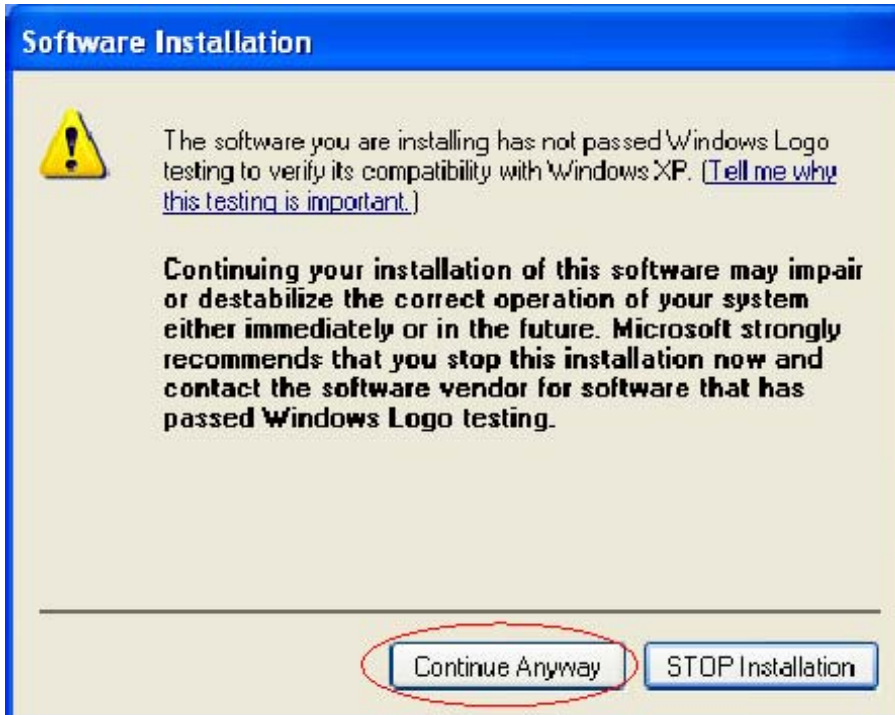 Software Installation
The software you are installing has not passed Windows Logo
testing to verify its compatibility with Windows XP. (Tell me why
this testing is important.)
Continuing your installation of this software may impair
or destabilize the correct operation of your system
either immediately or in the future. Microsoft strongly
recommends that you stop this installation now and
contact the software vendor for software that has
passed Windows Logo testing.
Continue Anyway
STOP Installation